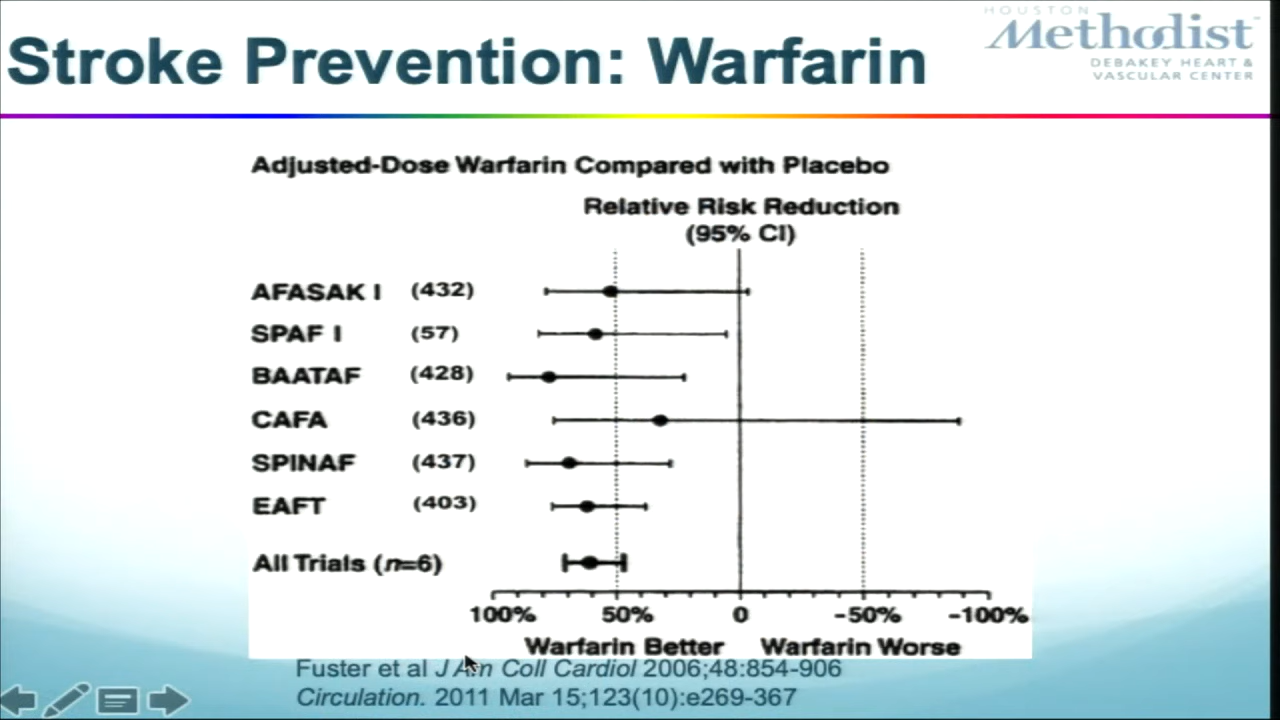 HOUSTON
Methodist
DEBAKEY HEART &
VASCULAR CENTER
Stroke Prevention: Warfarin
Adjusted-Dose Warfarin Compared with Placebo
Relative Risk Reduction
(95% CI)
AFASAK I (432)
SPAF I (57)
BAATAF (428)
CAFA (436)
SPINAF (437)
EAFT (403)
All Trials (n=6)
100% 50% 0 -50% -100%
Warfarin Better Warfarin Worse
Fuster et al J Am Coll Cardiol 2006;48:854-906
Circulation. 2011 Mar 15;123(10):e269-367